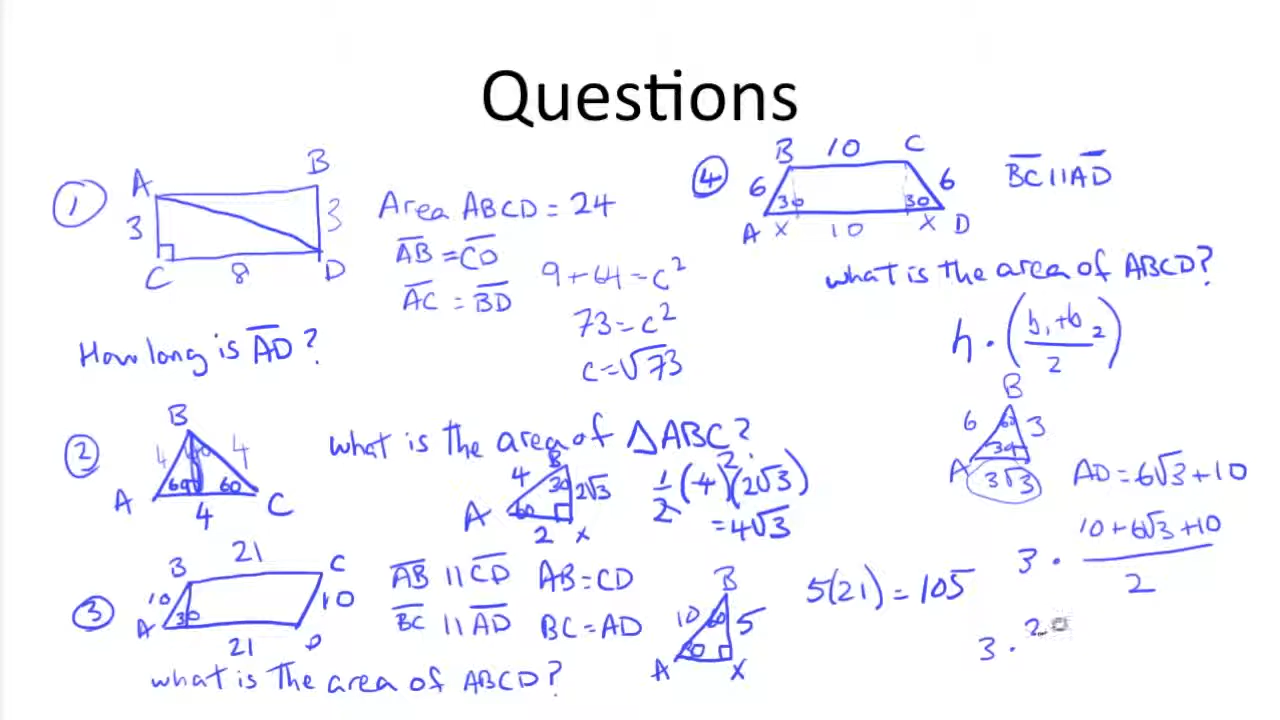 Questions
①
A
B
3
3
C
8
D
Area ABCD = 24
AB = CD
AC = BD
9 + 64 = c²
73 = c²
c = √73
How long is AD?
②
B
4
4
60
60
A
4
C
what is the area of △ABC?
B
4
30
2√3
A
60
2
x
1/2 (4)(2√3)
= 4√3
③
21
B
C
10
10
A
30
21
D
AB || CD AB = CD
BC || AD BC = AD
what is the area of ABCD?
B
10
60
5
A
x
5(21) = 105
④
B
10
C
6
6
30
30
A
x
10
x
D
BC || AD
what is the area of ABCD?
h · (b₁ + b₂ / 2)
B
6
60
3
A
3√3
AD = 6√3 + 10
3 · 10 + 6√3 + 10 / 2
3 · 20